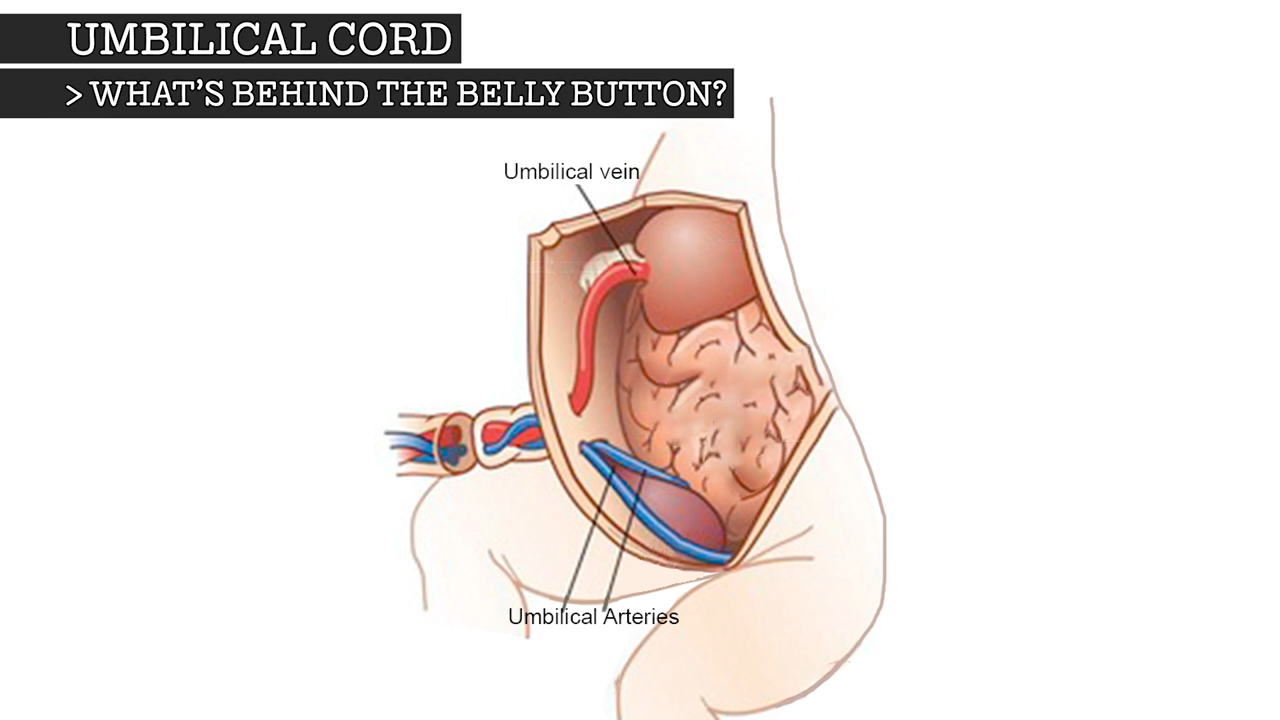 UMBILICAL CORD
> WHAT'S BEHIND THE BELLY BUTTON?
Umbilical vein
Umbilical Arteries